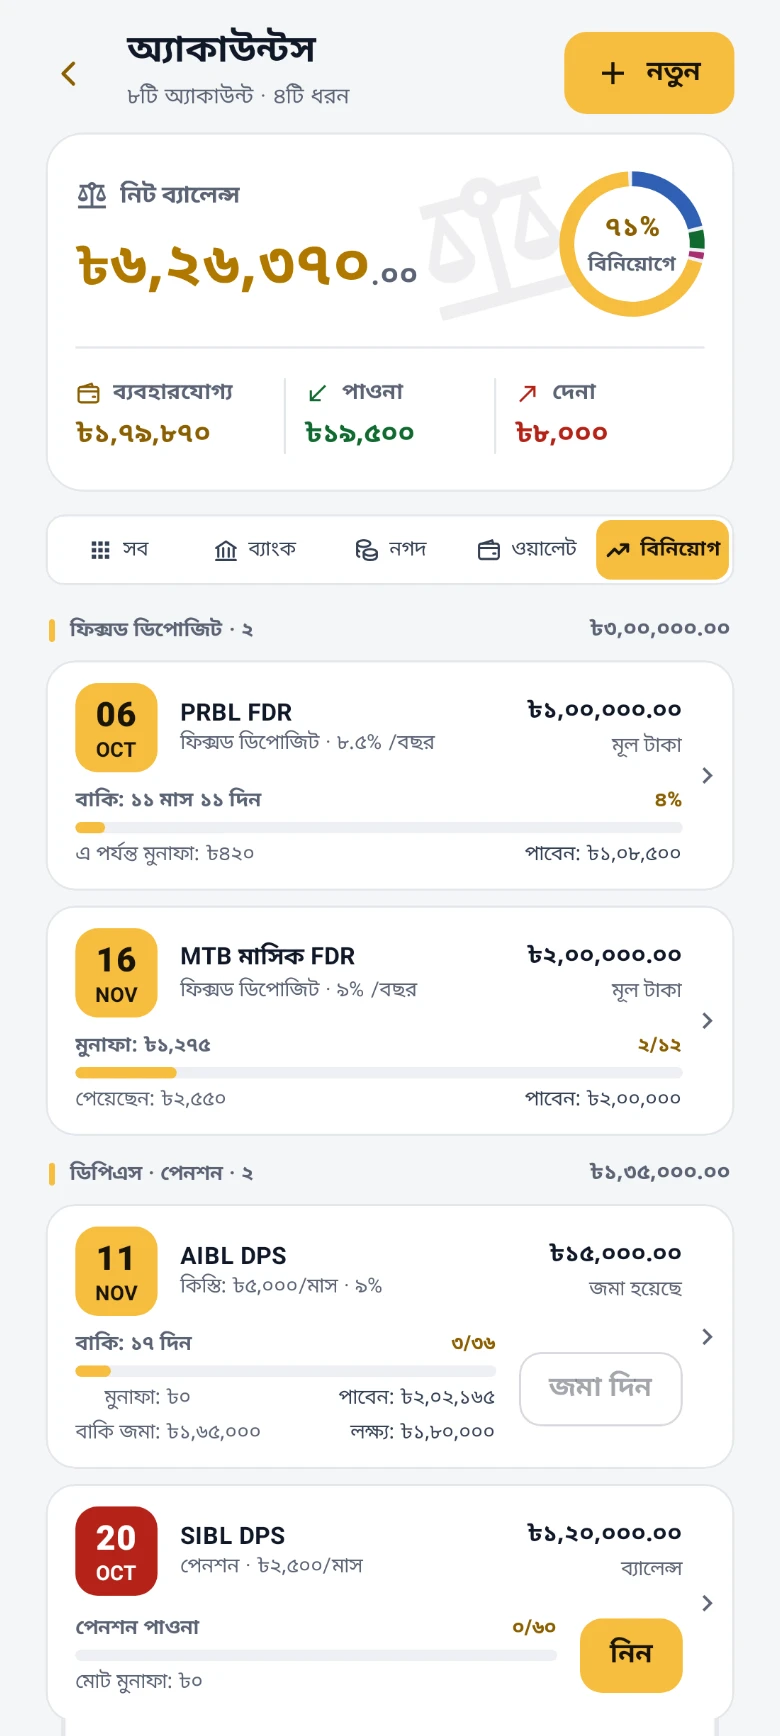 অ্যাকাউন্টস
৮টি অ্যাকাউন্ট · ৪টি ধরন
+ নতুন
নিট ব্যালেন্স
৳৬,২৬,৩৭০.০০
৭১%
বিনিয়োগে
ব্যবহারযোগ্য
৳১,৭৯,৮৭০
পাওনা
৳১৯,৫০০
দেনা
৳৮,০০০
সব
ব্যাংক
নগদ
ওয়ালেট
বিনিয়োগ
ফিক্সড ডিপোজিট · ২
৳৩,০০,০০০.০০
06
OCT
PRBL FDR
ফিক্সড ডিপোজিট · ৮.৫% /বছর
৳১,০০,০০০.০০
মূল টাকা
বাকি: ১১ মাস ১১ দিন
৪%
এ পর্যন্ত মুনাফা: ৳৪২০
পাবেন: ৳১,০৮,৫০০
16
NOV
MTB মাসিক FDR
ফিক্সড ডিপোজিট · ৯% /বছর
৳২,০০,০০০.০০
মূল টাকা
মুনাফা: ৳১,২৭৫
২/১২
পেয়েছেন: ৳২,৫৫০
পাবেন: ৳২,০০,০০০
ডিপিএস · পেনশন · ২
৳১,৩৫,০০০.০০
11
NOV
AIBL DPS
কিস্তি: ৳৫,০০০/মাস · ৯%
৳১৫,০০০.০০
জমা হয়েছে
বাকি: ১৭ দিন
৩/৩৬
মুনাফা: ৳০
পাবেন: ৳২,০২,১৬৫
বাকি জমা: ৳১,৬৫,০০০
লক্ষ্য: ৳১,৮০,০০০
জমা দিন
20
OCT
SIBL DPS
পেনশন · ৳২,৫০০/মাস
৳১,২০,০০০.০০
ব্যালেন্স
পেনশন পাওনা
০/৬০
মোট মুনাফা: ৳০
নিন